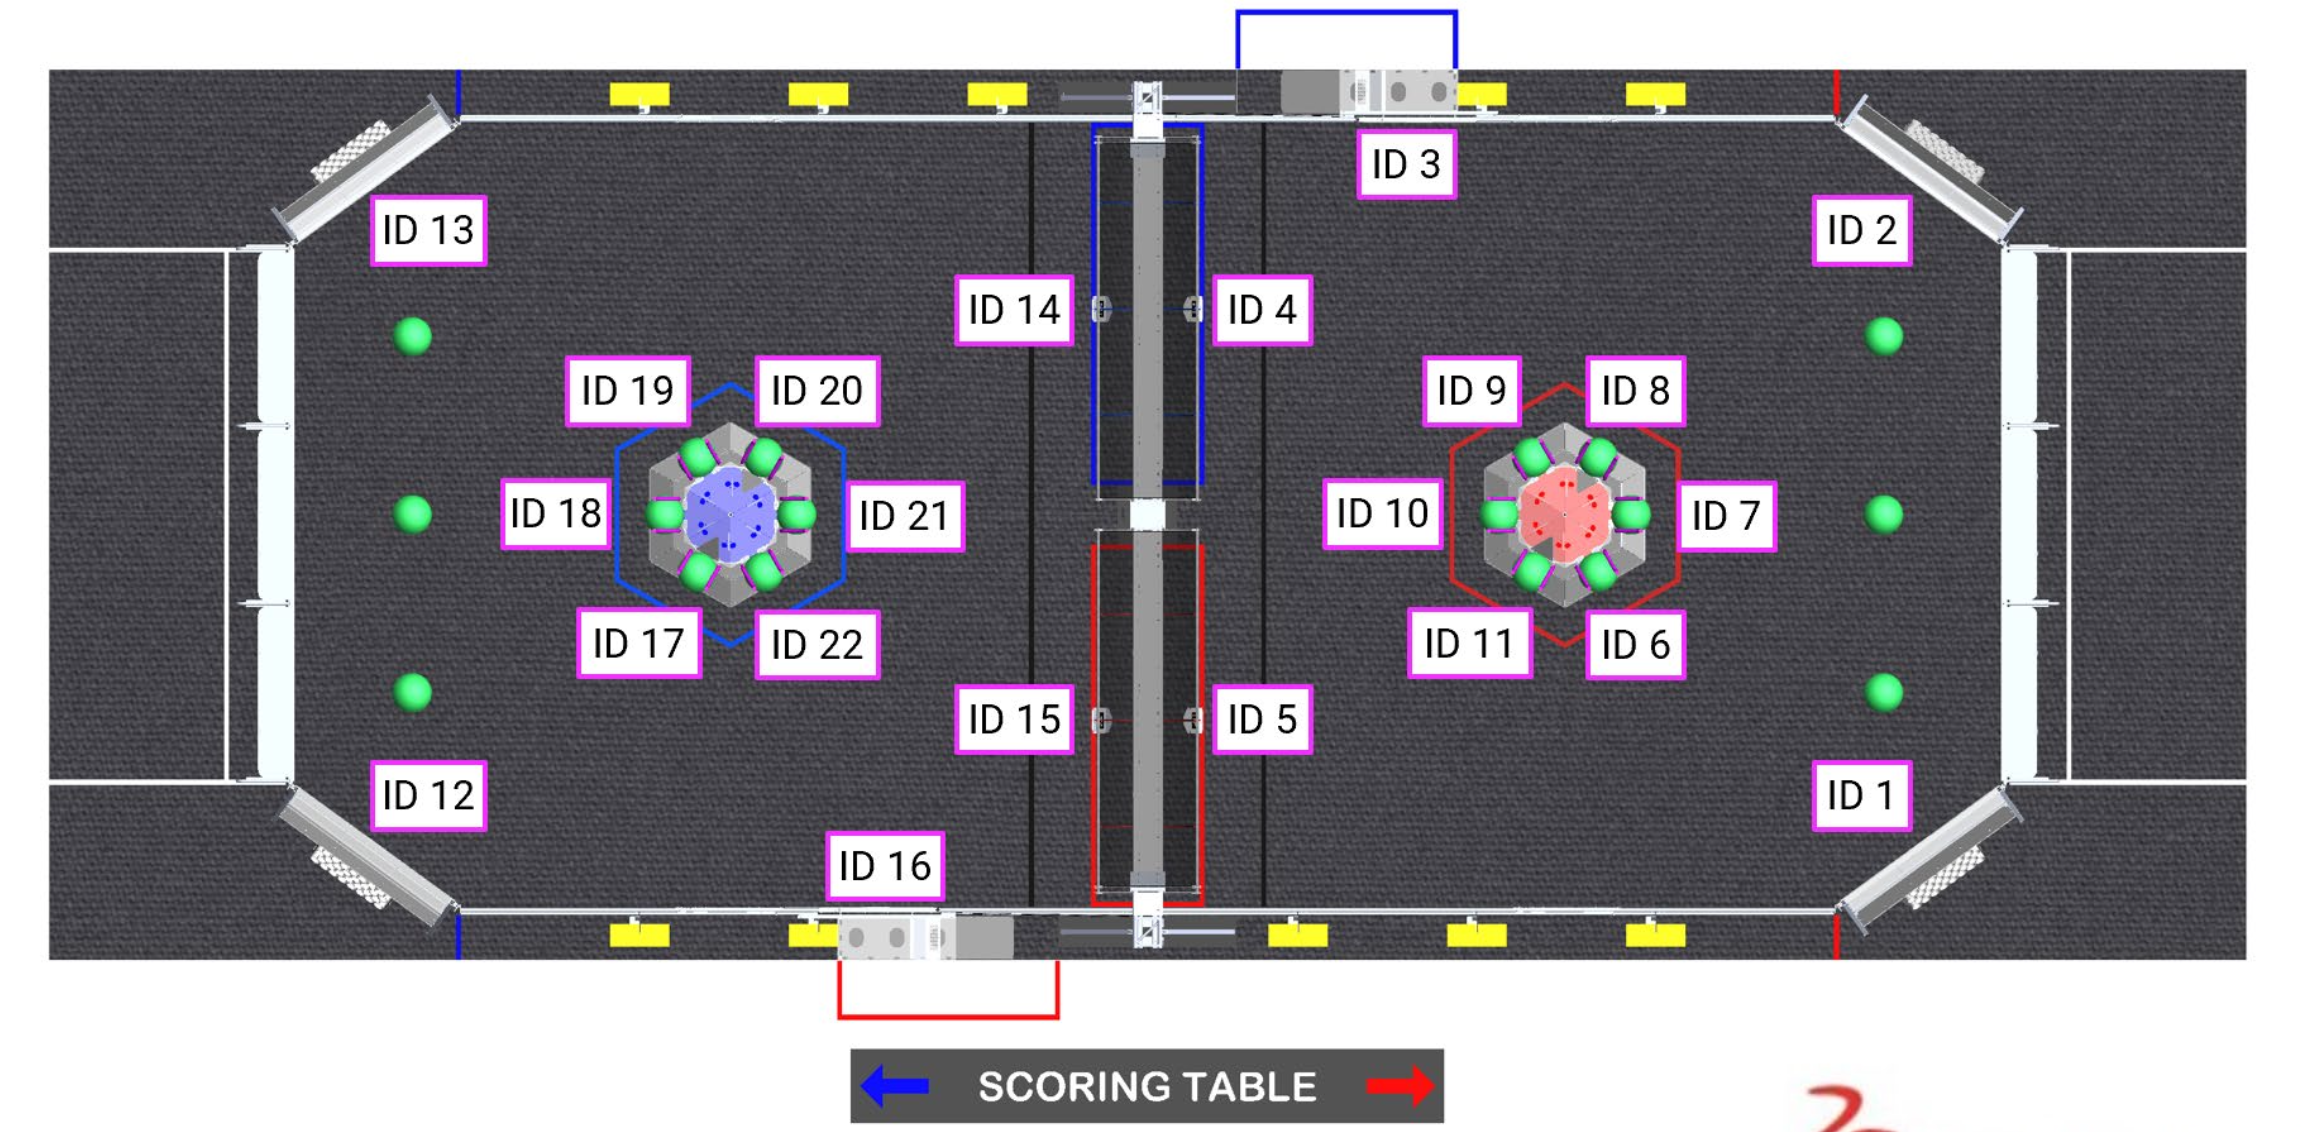 ID 3
ID 13
ID 2
ID 14
ID 4
ID 19
ID 20
ID 9
ID 8
ID 18
ID 21
ID 10
ID 7
ID 17
ID 22
ID 11
ID 6
ID 15
ID 5
ID 12
ID 1
ID 16
SCORING TABLE